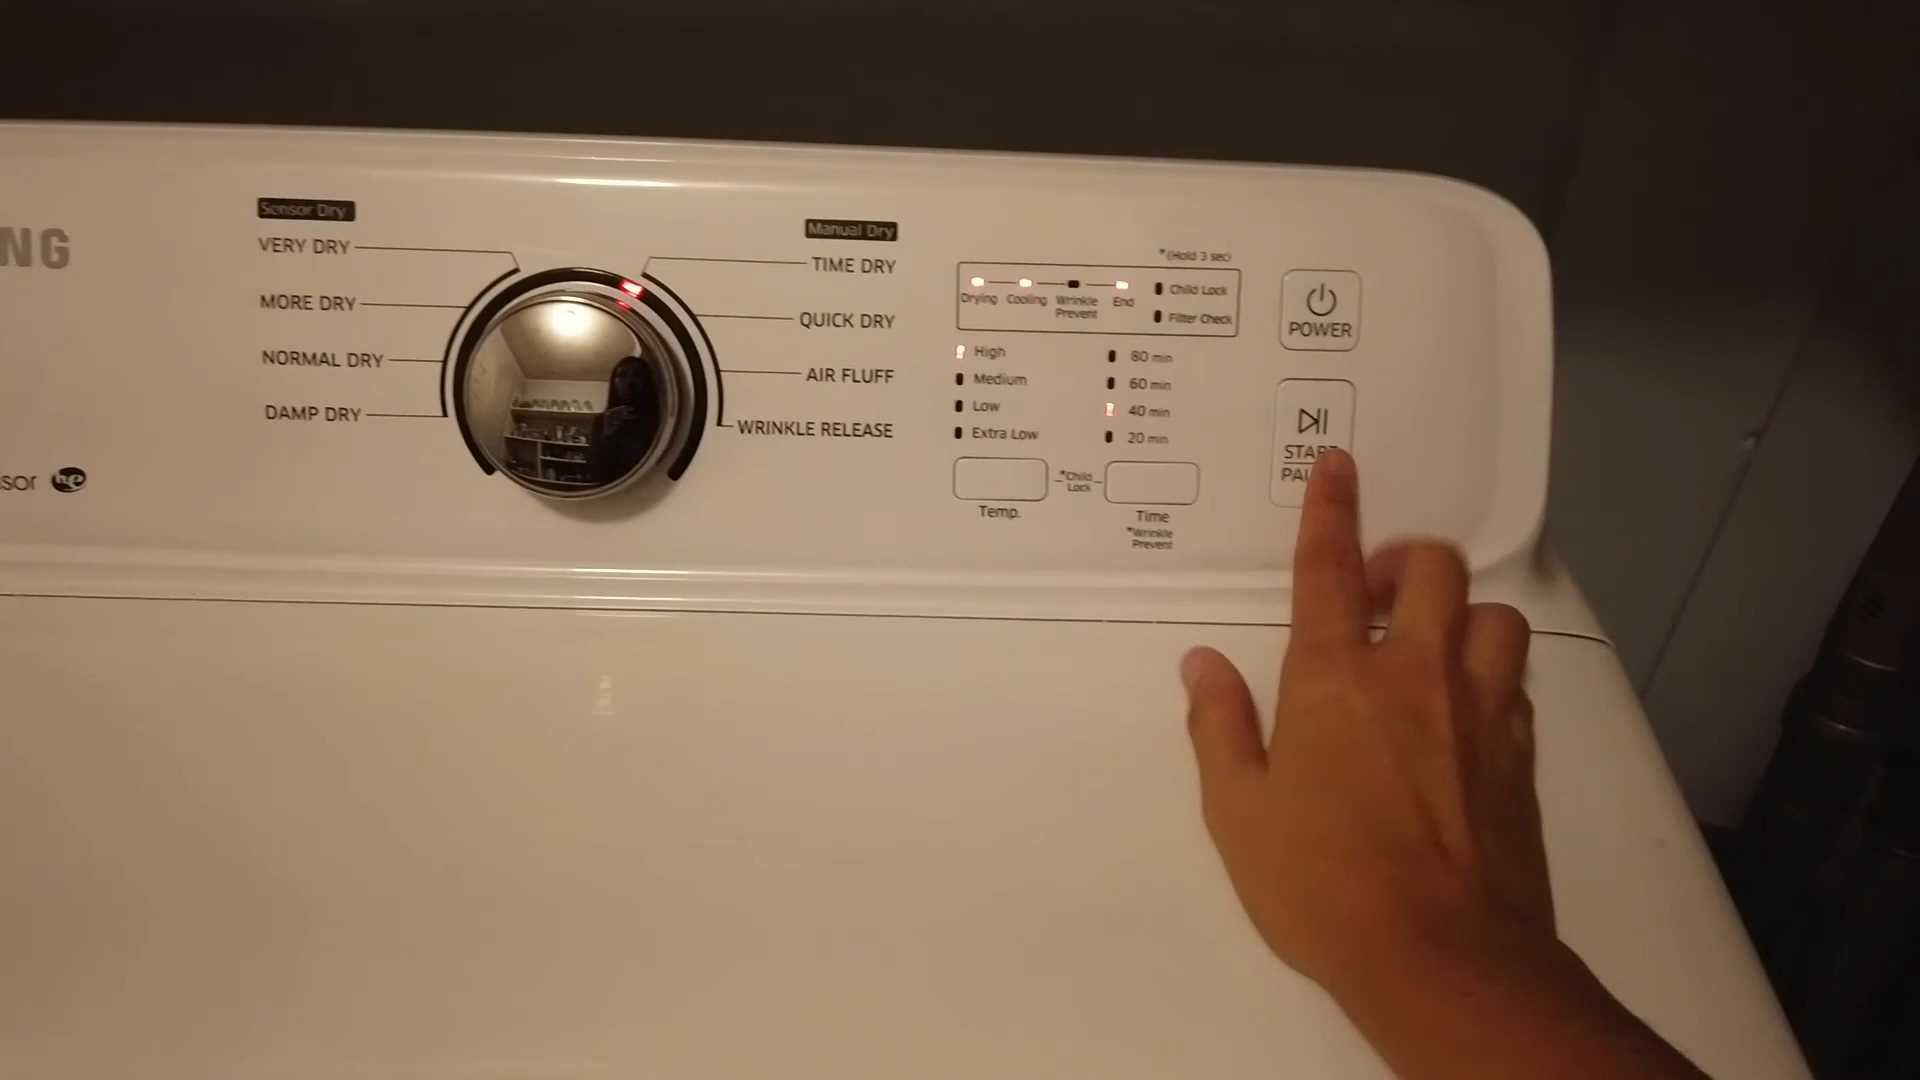 NG
Sensor Dry
VERY DRY
MORE DRY
NORMAL DRY
DAMP DRY
sor he
Manual Dry
TIME DRY
QUICK DRY
AIR FLUFF
WRINKLE RELEASE
*(Hold 3 sec)
Drying Cooling Wrinkle Prevent End
Child Lock
Filter Check
High
Medium
Low
Extra Low
80 min
60 min
40 min
20 min
Temp.
*Child
Lock
Time
*Wrinkle
Prevent
POWER
START
PAU